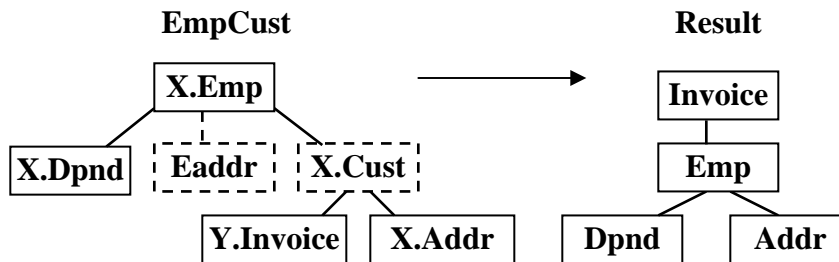 EmpCust Result
X.Emp
Invoice
X.Dpnd Eaddr X.Cust
Emp
Y.Invoice X.Addr
Dpnd Addr